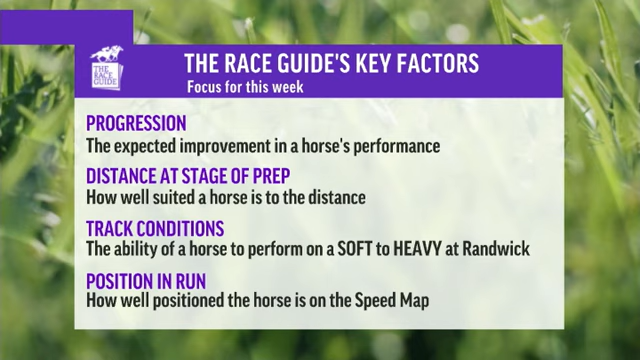 THE RACE GUIDE'S KEY FACTORS
Focus for this week
THE
RACE
GUIDE
PROGRESSION
The expected improvement in a horse's performance
DISTANCE AT STAGE OF PREP
How well suited a horse is to the distance
TRACK CONDITIONS
The ability of a horse to perform on a SOFT to HEAVY at Randwick
POSITION IN RUN
How well positioned the horse is on the Speed Map